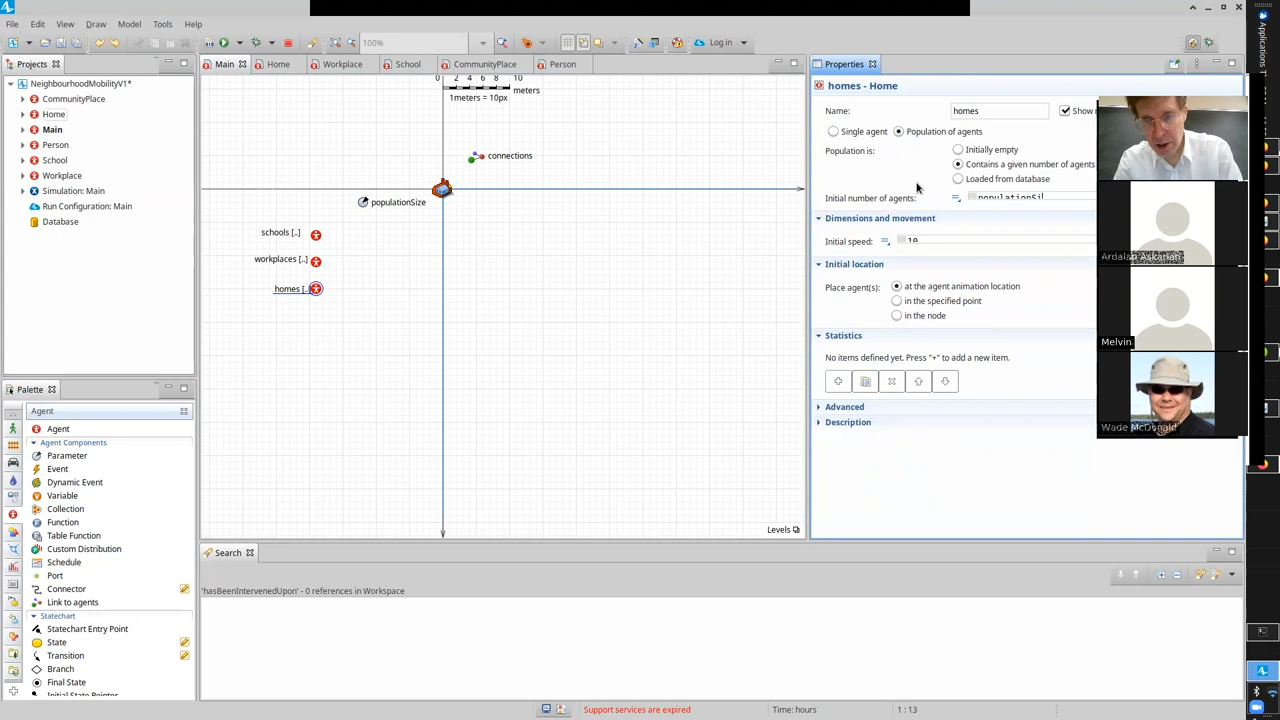 File Edit View Draw Model Tools Help
100%
Log in
Projects
NeighbourhoodMobilityV1*
CommunityPlace
Home
Main
Person
School
Workplace
Simulation: Main
Run Configuration: Main
Database
Palette
Agent
Agent
Agent Components
Parameter
Event
Dynamic Event
Variable
Collection
Function
Table Function
Custom Distribution
Schedule
Port
Connector
Link to agents
Statechart
Statechart Entry Point
State
Transition
Branch
Final State
Initial State Pointer
Main Home Workplace School CommunityPlace Person
0 2 4 6 8 10
meters
1meters = 10px
connections
populationSize
schools [..]
workplaces [..]
homes [..]
Levels
Search
'hasBeenIntervenedUpon' - 0 references in Workspace
Properties
homes - Home
Name: homes
Single agent Population of agents
Population is: Initially empty
Contains a given number of agents
Loaded from database
Initial number of agents: populationSi
Dimensions and movement
Initial speed: 10
Initial location
Place agent(s): at the agent animation location
in the specified point
in the node
Statistics
No items defined yet. Press "+" to add a new item.
Advanced
Description
Ardalan Askarian
Melvin
Wade McDonald
Applications
Support services are expired
Time: hours
1 : 13